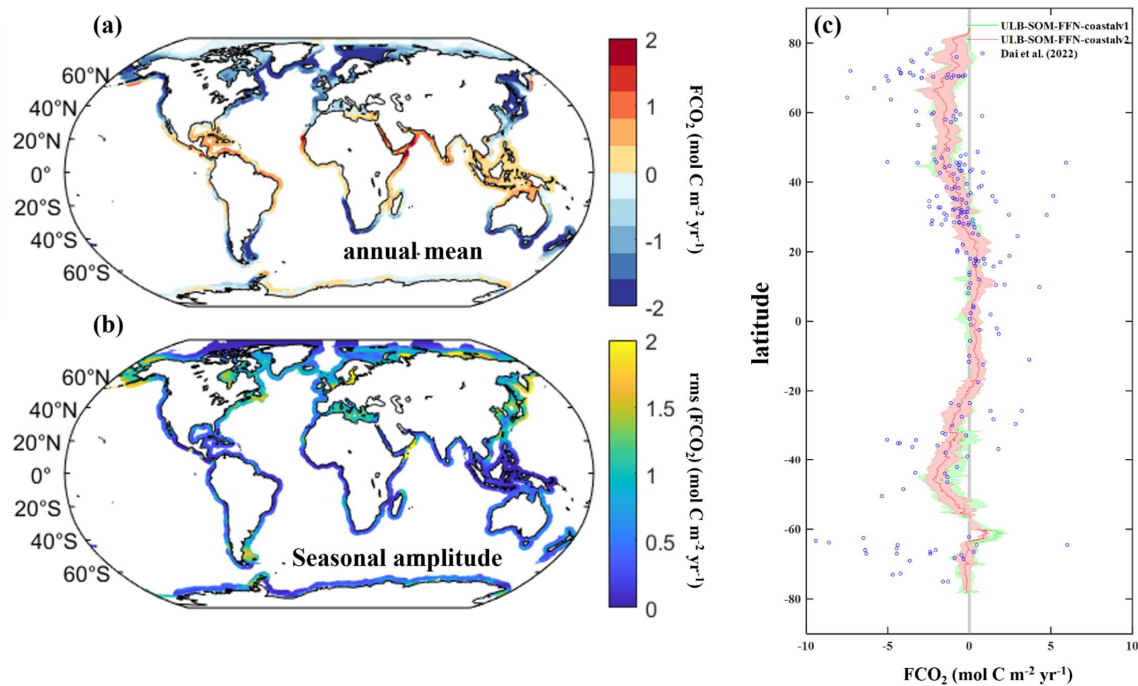 (a)
60°N
40°N
20°N
0°
20°S
40°S
60°S
annual mean
2
1
0
-1
-2
FCO₂ (mol C m⁻² yr⁻¹)
(b)
60°N
40°N
20°N
0°
20°S
40°S
60°S
Seasonal amplitude
2
1.5
1
0.5
0
rms (FCO₂) (mol C m⁻² yr⁻¹)
(c)
ULB-SOM-FFN-coastalv1
ULB-SOM-FFN-coastalv2
Dai et al. (2022)
80
60
40
20
0
-20
-40
-60
-80
latitude
-10
-5
0
5
10
FCO₂ (mol C m⁻² yr⁻¹)